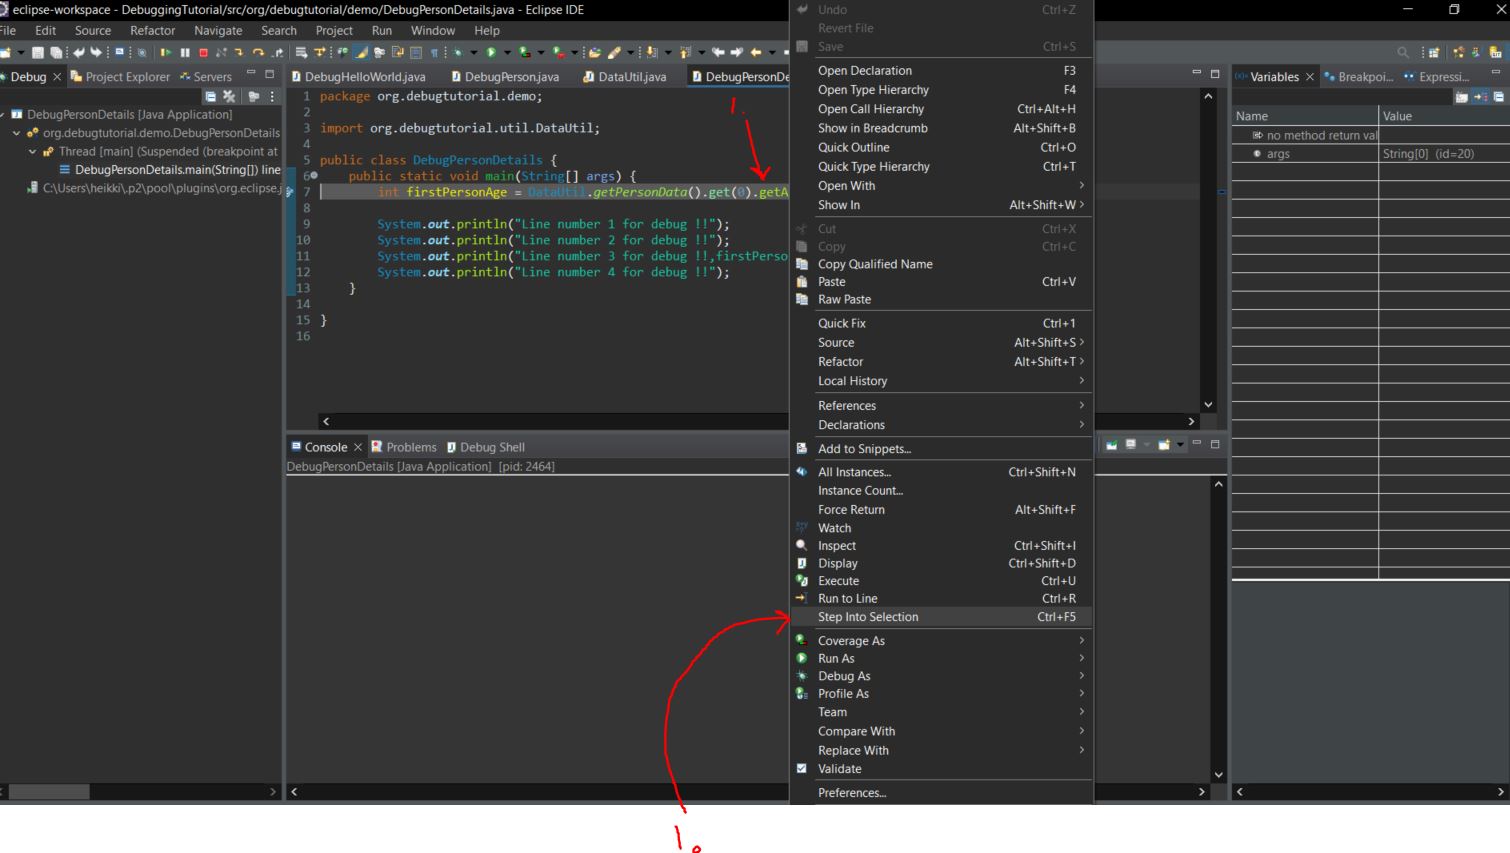 eclipse-workspace - DebuggingTutorial/src/org/debugtutorial/demo/DebugPersonDetails.java - Eclipse IDE
File Edit Source Refactor Navigate Search Project Run Window Help
Debug Project Explorer Servers
DebugPersonDetails [Java Application]
org.debugtutorial.demo.DebugPersonDetails
Thread [main] (Suspended (breakpoint at
DebugPersonDetails.main(String[]) line
C:\Users\heikki\.p2\pool\plugins\org.eclipse.j
DebugHelloWorld.java DebugPerson.java DataUtil.java DebugPersonDe
1.
1 package org.debugtutorial.demo;
2
3 import org.debugtutorial.util.DataUtil;
4
5 public class DebugPersonDetails {
6 public static void main(String[] args) {
7 int firstPersonAge = DataUtil.getPersonData().get(0).getA
8
9 System.out.println("Line number 1 for debug !!");
10 System.out.println("Line number 2 for debug !!");
11 System.out.println("Line number 3 for debug !!,firstPerso
12 System.out.println("Line number 4 for debug !!");
13 }
14
15 }
16
Console Problems Debug Shell
DebugPersonDetails [Java Application] [pid: 2464]
Undo Ctrl+Z
Revert File
Save Ctrl+S
Open Declaration F3
Open Type Hierarchy F4
Open Call Hierarchy Ctrl+Alt+H
Show in Breadcrumb Alt+Shift+B
Quick Outline Ctrl+O
Quick Type Hierarchy Ctrl+T
Open With
Show In Alt+Shift+W
Cut Ctrl+X
Copy Ctrl+C
Copy Qualified Name
Paste Ctrl+V
Raw Paste
Quick Fix Ctrl+1
Source Alt+Shift+S
Refactor Alt+Shift+T
Local History
References
Declarations
Add to Snippets...
All Instances... Ctrl+Shift+N
Instance Count...
Force Return Alt+Shift+F
Watch
Inspect Ctrl+Shift+I
Display Ctrl+Shift+D
Execute Ctrl+U
Run to Line Ctrl+R
Step Into Selection Ctrl+F5
Coverage As
Run As
Debug As
Profile As
Team
Compare With
Replace With
Validate
Preferences...
Variables Breakpoi... Expressi...
Name Value
no method return val
args String[0] (id=20)
1.